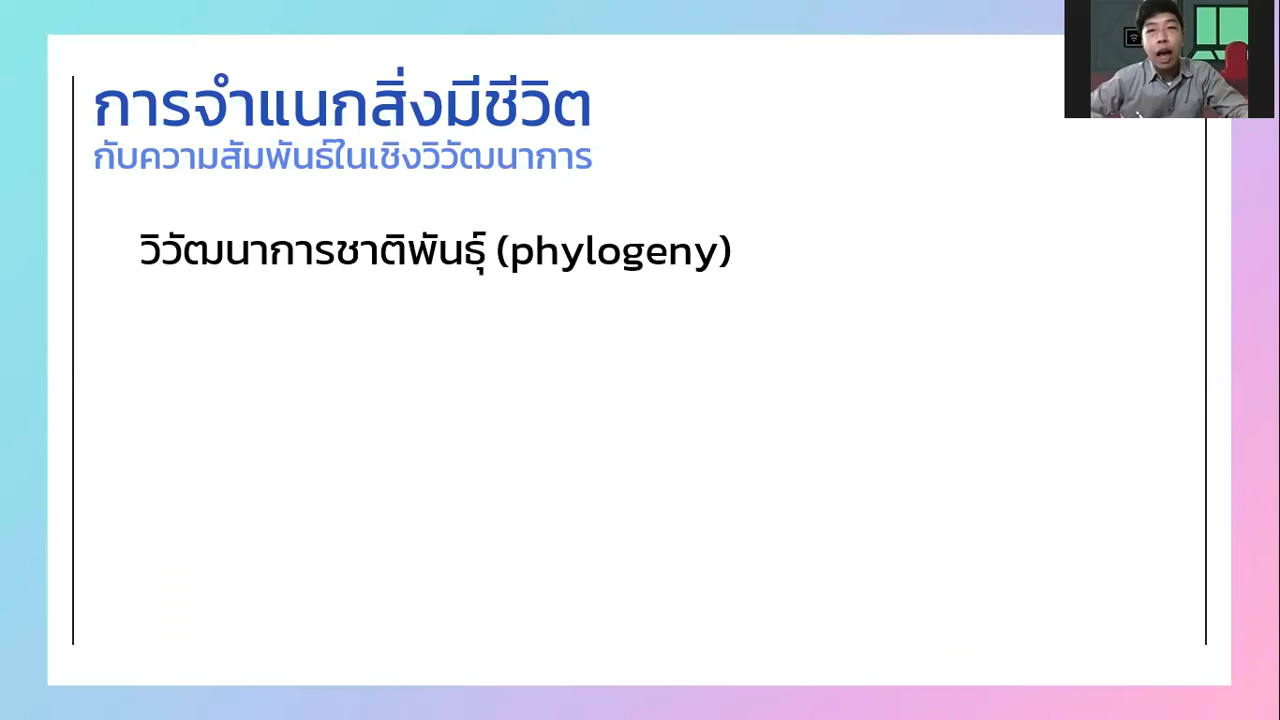 การจำแนกสิ่งมีชีวิต
กับความสัมพันธ์ในเชิงวิวัฒนาการ
วิวัฒนาการชาติพันธุ์ (phylogeny)